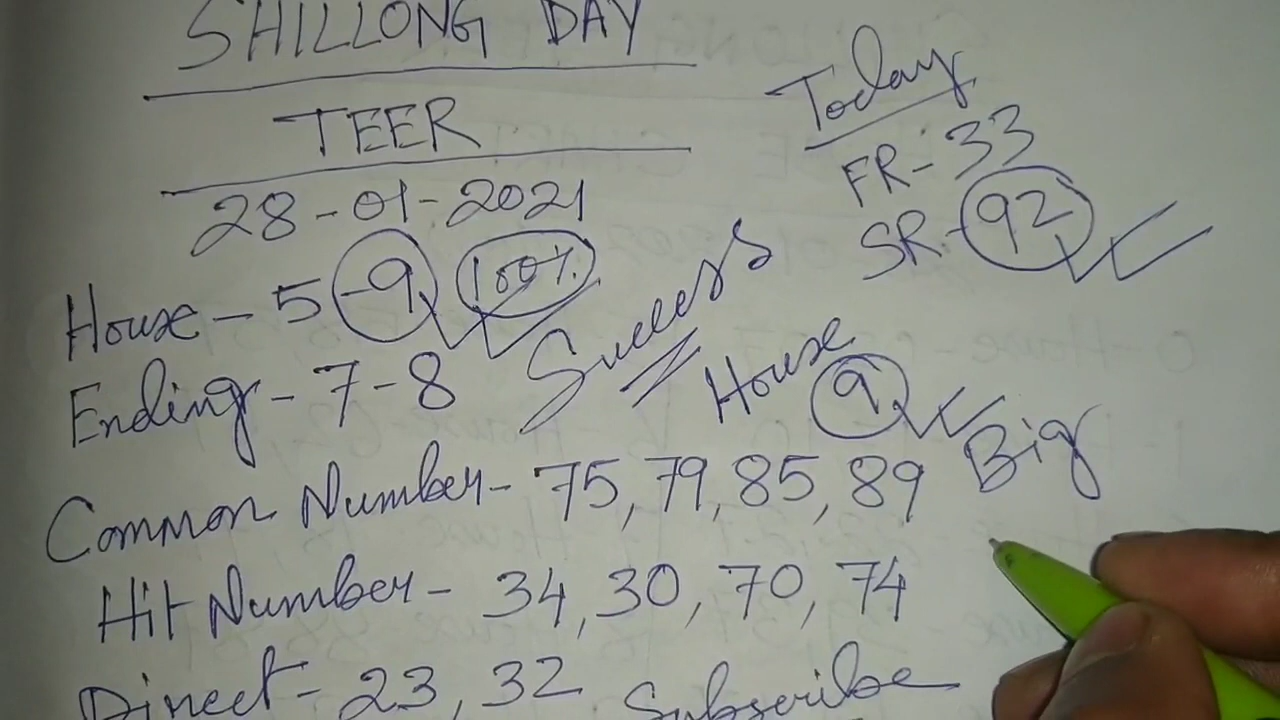 SHILLONG DAY
TEER
28-01-2021
Today
FR-33
SR-92
House-5-9 100%
Ending-7-8
Success
House 9 Big
Common Number-75, 79, 85, 89
Hit Number-34, 30, 70, 74
Direct-23, 32
Subscribe